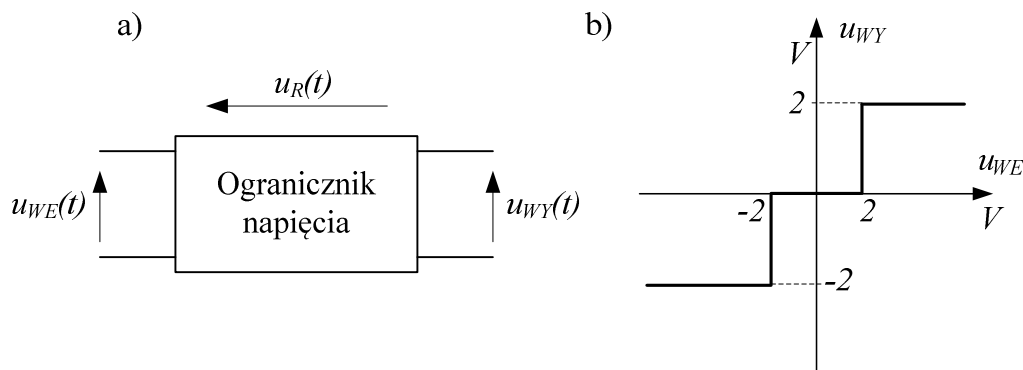 a)
u_R(t)
u_WE(t)
Ogranicznik
napięcia
u_WY(t)
b)
u_WY
V
2
u_WE
-2
2
V
-2